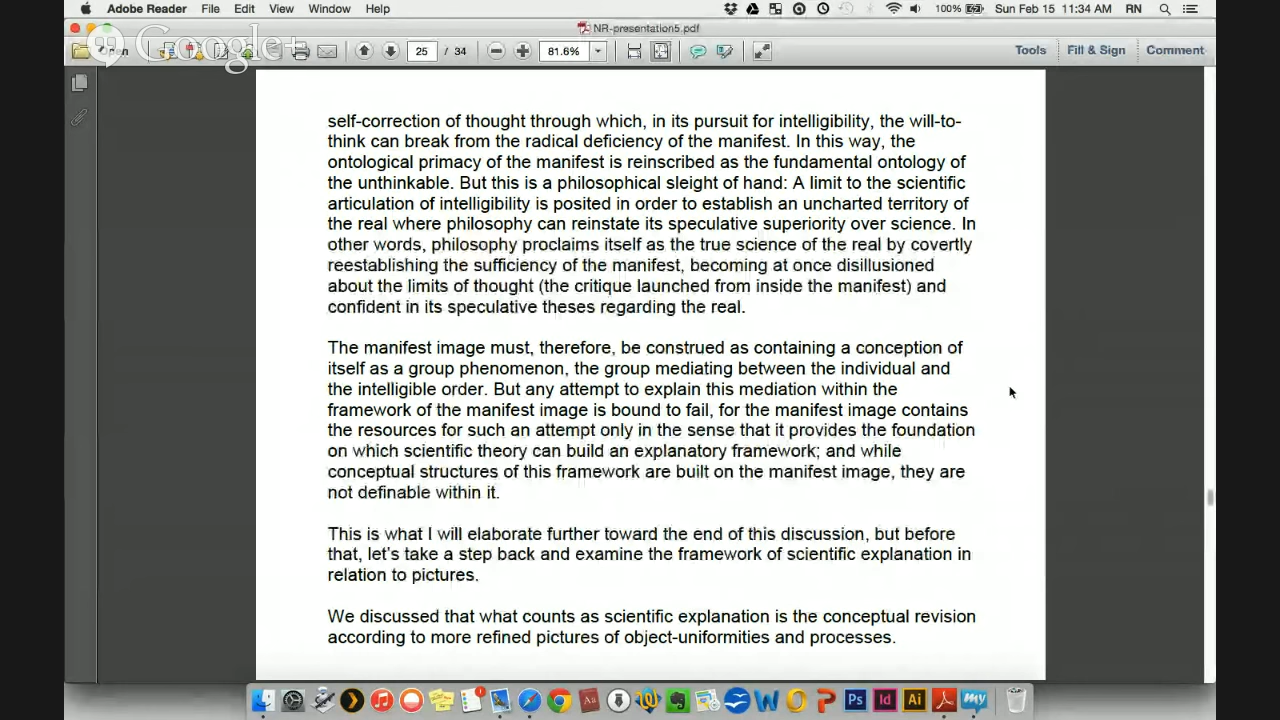 Adobe Reader File Edit View Window Help 100% Sun Feb 15 11:34 AM RN
NR-presentation5.pdf
Google+
Open 25 / 34 81.6% Tools Fill & Sign Comment
self-correction of thought through which, in its pursuit for intelligibility, the will-to-
think can break from the radical deficiency of the manifest. In this way, the
ontological primacy of the manifest is reinscribed as the fundamental ontology of
the unthinkable. But this is a philosophical sleight of hand: A limit to the scientific
articulation of intelligibility is posited in order to establish an uncharted territory of
the real where philosophy can reinstate its speculative superiority over science. In
other words, philosophy proclaims itself as the true science of the real by covertly
reestablishing the sufficiency of the manifest, becoming at once disillusioned
about the limits of thought (the critique launched from inside the manifest) and
confident in its speculative theses regarding the real.
The manifest image must, therefore, be construed as containing a conception of
itself as a group phenomenon, the group mediating between the individual and
the intelligible order. But any attempt to explain this mediation within the
framework of the manifest image is bound to fail, for the manifest image contains
the resources for such an attempt only in the sense that it provides the foundation
on which scientific theory can build an explanatory framework; and while
conceptual structures of this framework are built on the manifest image, they are
not definable within it.
This is what I will elaborate further toward the end of this discussion, but before
that, let's take a step back and examine the framework of scientific explanation in
relation to pictures.
We discussed that what counts as scientific explanation is the conceptual revision
according to more refined pictures of object-uniformities and processes.
Aa W O P Ps Id Ai my